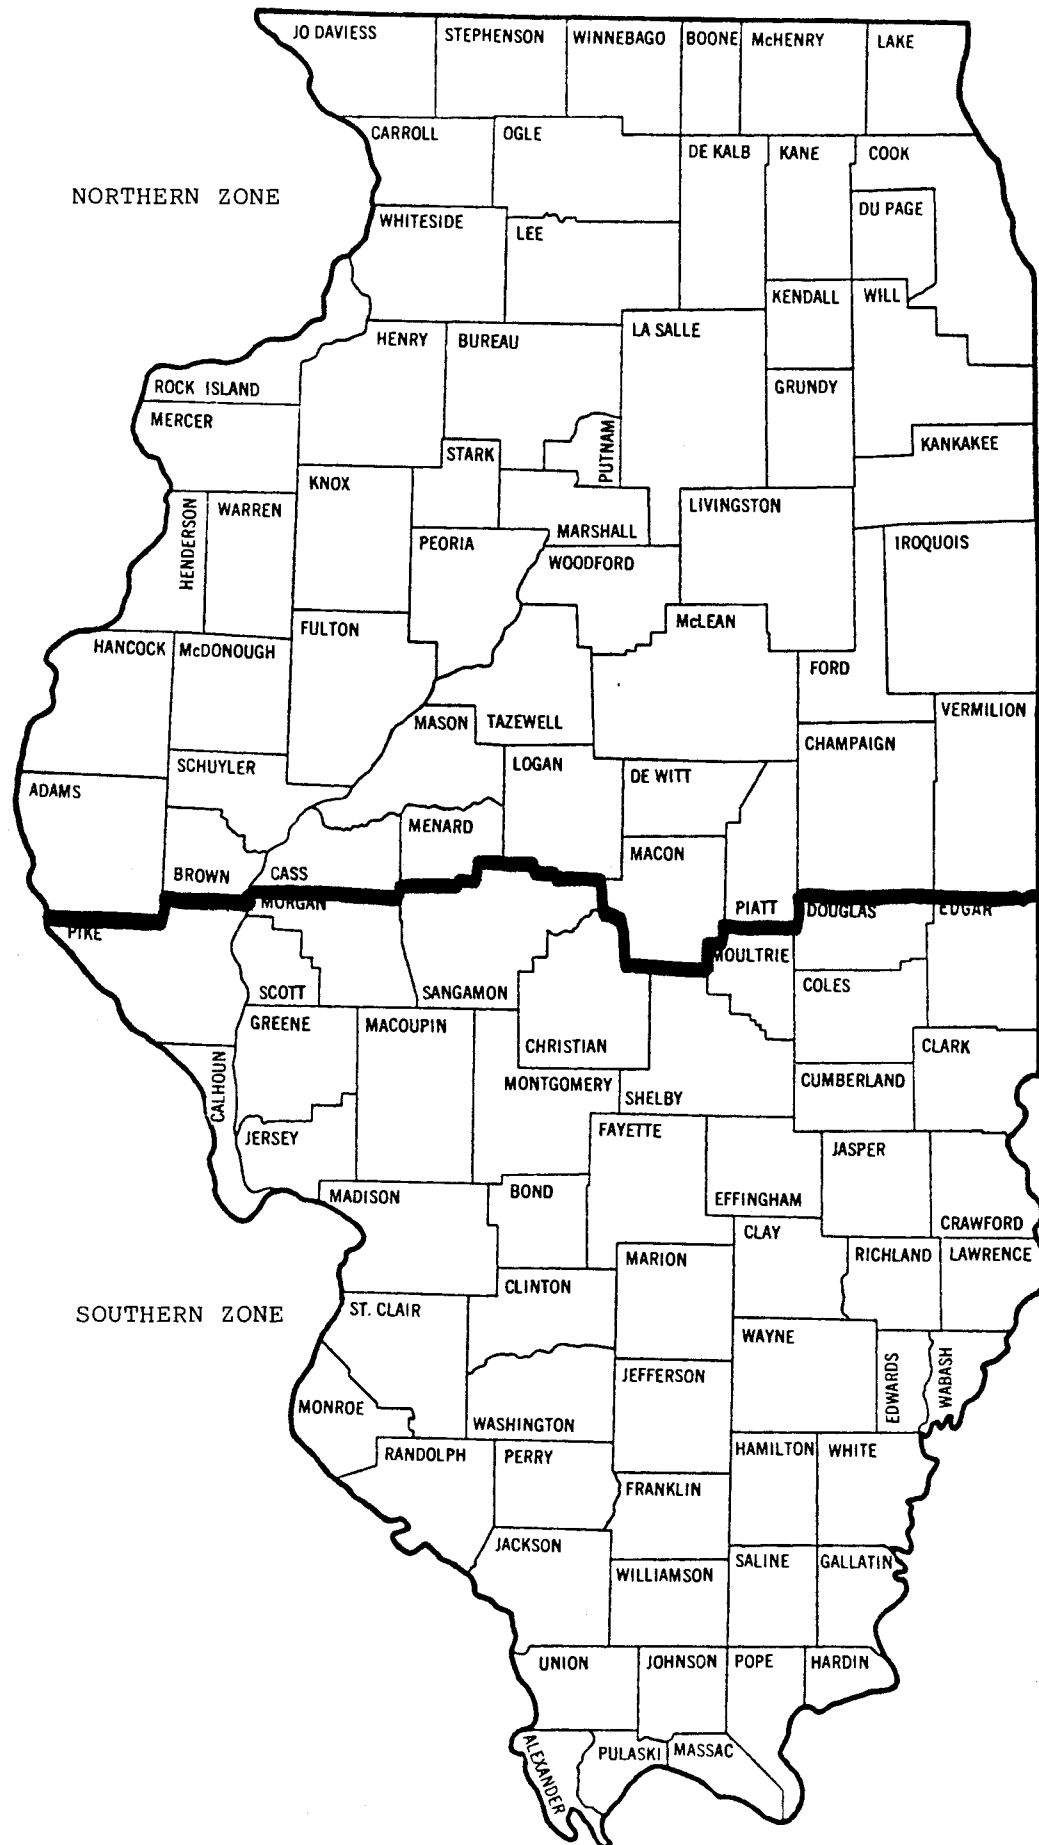 JO DAVIESS
STEPHENSON
WINNEBAGO
BOONE
McHENRY
LAKE
CARROLL
OGLE
DE KALB
KANE
COOK
NORTHERN ZONE
WHITESIDE
LEE
DU PAGE
KENDALL
WILL
HENRY
BUREAU
LA SALLE
ROCK ISLAND
GRUNDY
MERCER
PUTNAM
KANKAKEE
STARK
KNOX
HENDERSON
WARREN
LIVINGSTON
MARSHALL
PEORIA
IROQUOIS
WOODFORD
FULTON
McLEAN
HANCOCK
McDONOUGH
FORD
MASON
TAZEWELL
VERMILION
CHAMPAIGN
SCHUYLER
LOGAN
DE WITT
ADAMS
MENARD
MACON
BROWN
CASS
MORGAN
PIATT
DOUGLAS
EDGAR
PIKE
MOULTRIE
SCOTT
SANGAMON
COLES
GREENE
MACOUPIN
CHRISTIAN
CLARK
CALHOUN
MONTGOMERY
CUMBERLAND
SHELBY
JERSEY
FAYETTE
JASPER
MADISON
BOND
EFFINGHAM
CRAWFORD
CLAY
MARION
RICHLAND
LAWRENCE
CLINTON
SOUTHERN ZONE
ST. CLAIR
WAYNE
JEFFERSON
EDWARDS
WABASH
MONROE
WASHINGTON
RANDOLPH
PERRY
HAMILTON
WHITE
FRANKLIN
JACKSON
WILLIAMSON
SALINE
GALLATIN
UNION
JOHNSON
POPE
HARDIN
ALEXANDER
PULASKI
MASSAC